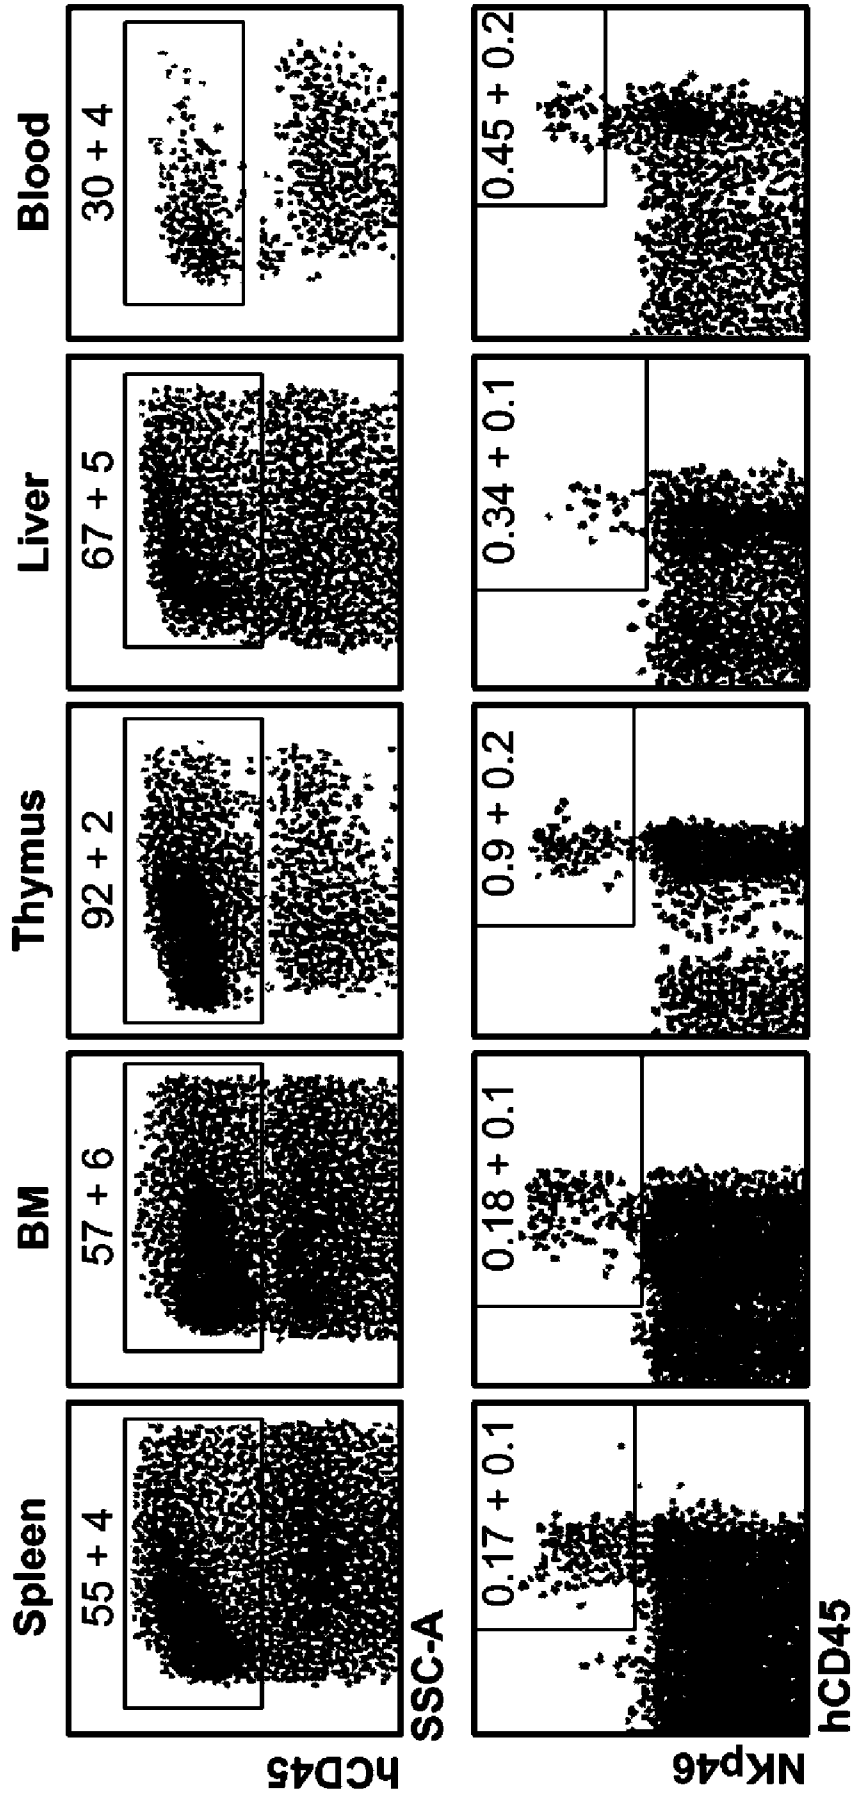 Spleen BM Thymus Liver Blood
hCD45
55 + 4 57 + 6 92 + 2 67 + 5 30 + 4
SSC-A
NKp46
0.17 + 0.1 0.18 + 0.1 0.9 + 0.2 0.34 + 0.1 0.45 + 0.2
hCD45